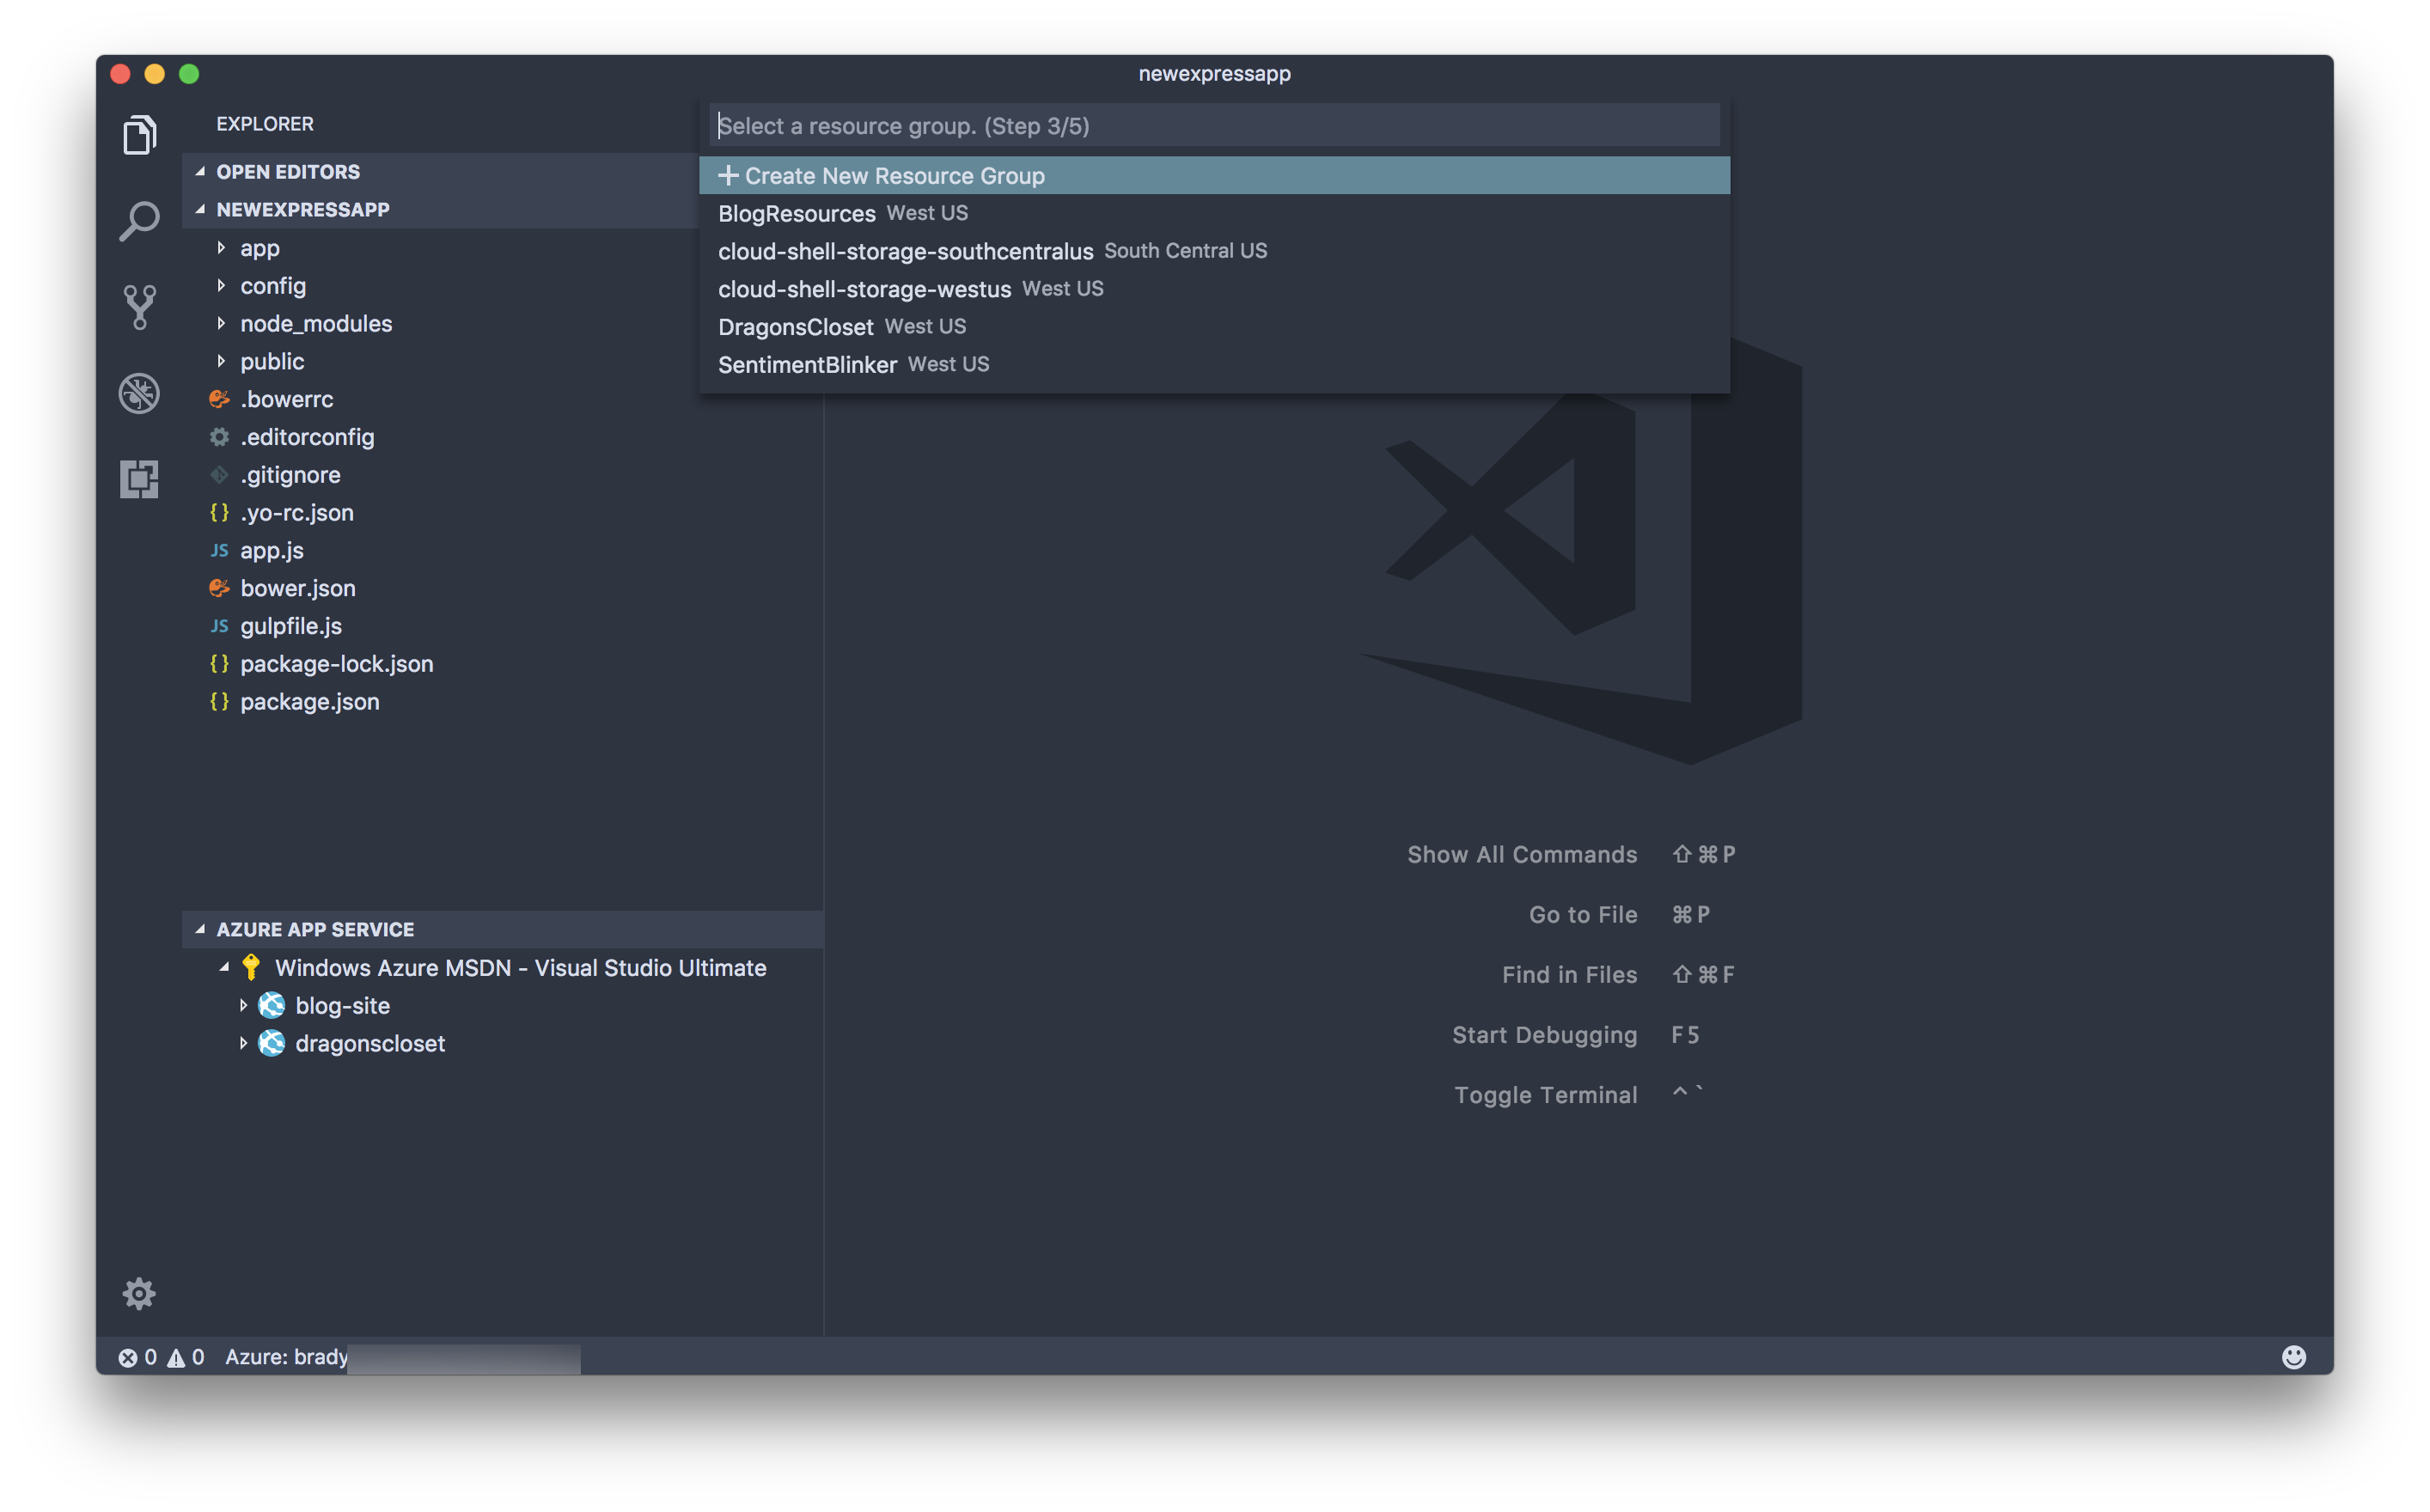 newexpressapp
EXPLORER
OPEN EDITORS
NEWEXPRESSAPP
app
config
node_modules
public
.bowerrc
.editorconfig
.gitignore
{} .yo-rc.json
JS app.js
bower.json
JS gulpfile.js
{} package-lock.json
{} package.json
AZURE APP SERVICE
Windows Azure MSDN - Visual Studio Ultimate
blog-site
dragonscloset
Select a resource group. (Step 3/5)
+ Create New Resource Group
BlogResources West US
cloud-shell-storage-southcentralus South Central US
cloud-shell-storage-westus West US
DragonsCloset West US
SentimentBlinker West US
Show All Commands ⇧⌘P
Go to File ⌘P
Find in Files ⇧⌘F
Start Debugging F5
Toggle Terminal ^`
0 0 Azure: brady